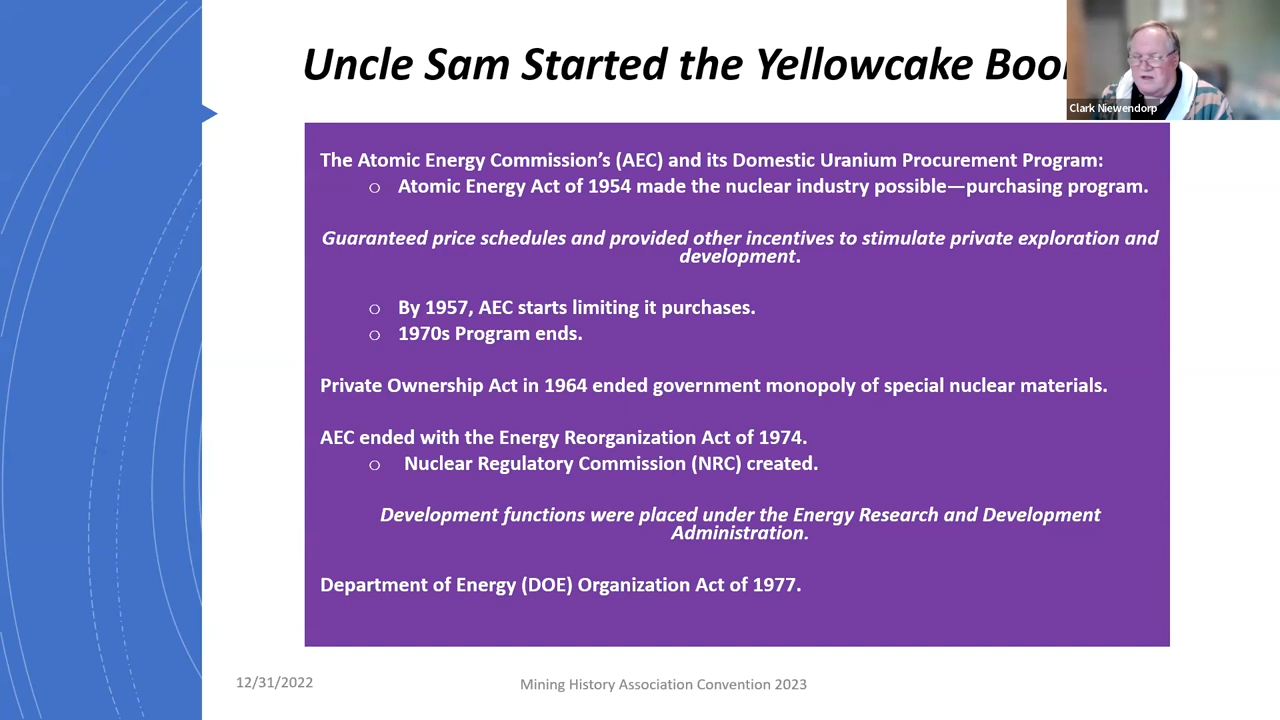 Uncle Sam Started the Yellowcake
Clark Niewendorp
The Atomic Energy Commission’s (AEC) and its Domestic Uranium Procurement Program:
o Atomic Energy Act of 1954 made the nuclear industry possible—purchasing program.
Guaranteed price schedules and provided other incentives to stimulate private exploration and
development.
o By 1957, AEC starts limiting it purchases.
o 1970s Program ends.
Private Ownership Act in 1964 ended government monopoly of special nuclear materials.
AEC ended with the Energy Reorganization Act of 1974.
o Nuclear Regulatory Commission (NRC) created.
Development functions were placed under the Energy Research and Development
Administration.
Department of Energy (DOE) Organization Act of 1977.
12/31/2022
Mining History Association Convention 2023